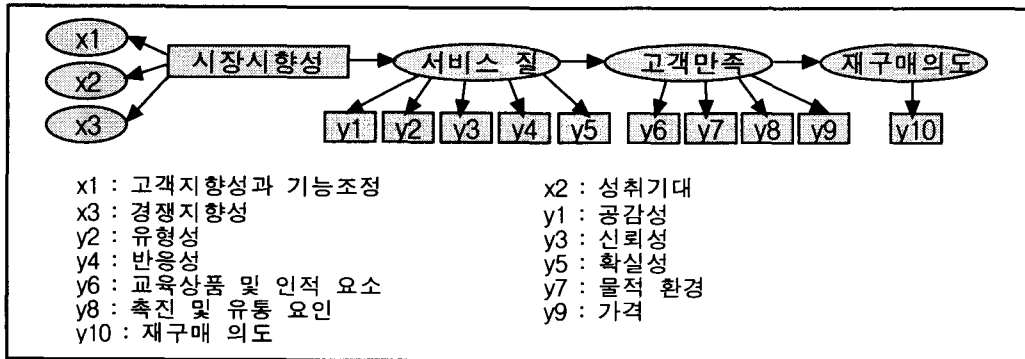 x1
시장시향성 서비스 질 고객만족 재구매의도
x2
x3
y1 y2 y3 y4 y5 y6 y7 y8 y9 y10
x1 : 고객지향성과 기능조정 x2 : 성취기대
x3 : 경쟁지향성 y1 : 공감성
y2 : 유형성 y3 : 신뢰성
y4 : 반응성 y5 : 확실성
y6 : 교육상품 및 인적 요소 y7 : 물적 환경
y8 : 촉진 및 유통 요인 y9 : 가격
y10 : 재구매 의도